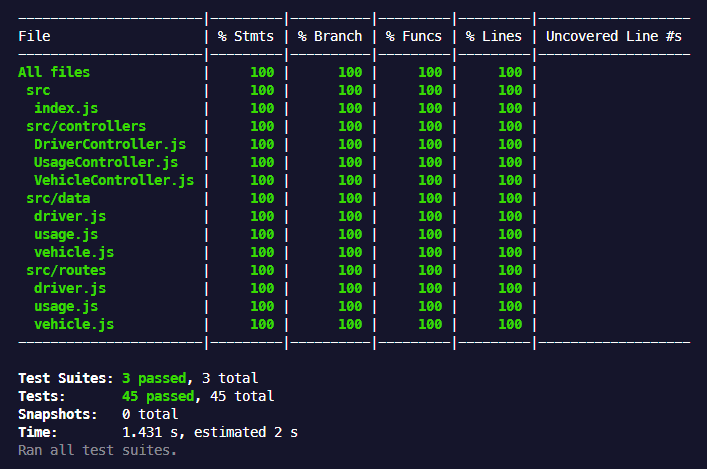 ---------------------|---------|----------|---------|---------|-------------------
File                 | % Stmts | % Branch | % Funcs | % Lines | Uncovered Line #s
---------------------|---------|----------|---------|---------|-------------------
All files            |     100 |      100 |     100 |     100 |
 src                 |     100 |      100 |     100 |     100 |
  index.js           |     100 |      100 |     100 |     100 |
 src/controllers     |     100 |      100 |     100 |     100 |
  DriverController.js  |     100 |      100 |     100 |     100 |
  UsageController.js |     100 |      100 |     100 |     100 |
  VehicleController.js |     100 |      100 |     100 |     100 |
 src/data            |     100 |      100 |     100 |     100 |
  driver.js          |     100 |      100 |     100 |     100 |
  usage.js           |     100 |      100 |     100 |     100 |
  vehicle.js         |     100 |      100 |     100 |     100 |
 src/routes          |     100 |      100 |     100 |     100 |
  driver.js          |     100 |      100 |     100 |     100 |
  usage.js           |     100 |      100 |     100 |     100 |
  vehicle.js         |     100 |      100 |     100 |     100 |
---------------------|---------|----------|---------|---------|-------------------
Test Suites: 3 passed, 3 total
Tests:       45 passed, 45 total
Snapshots:   0 total
Time:        1.431 s, estimated 2 s
Ran all test suites.